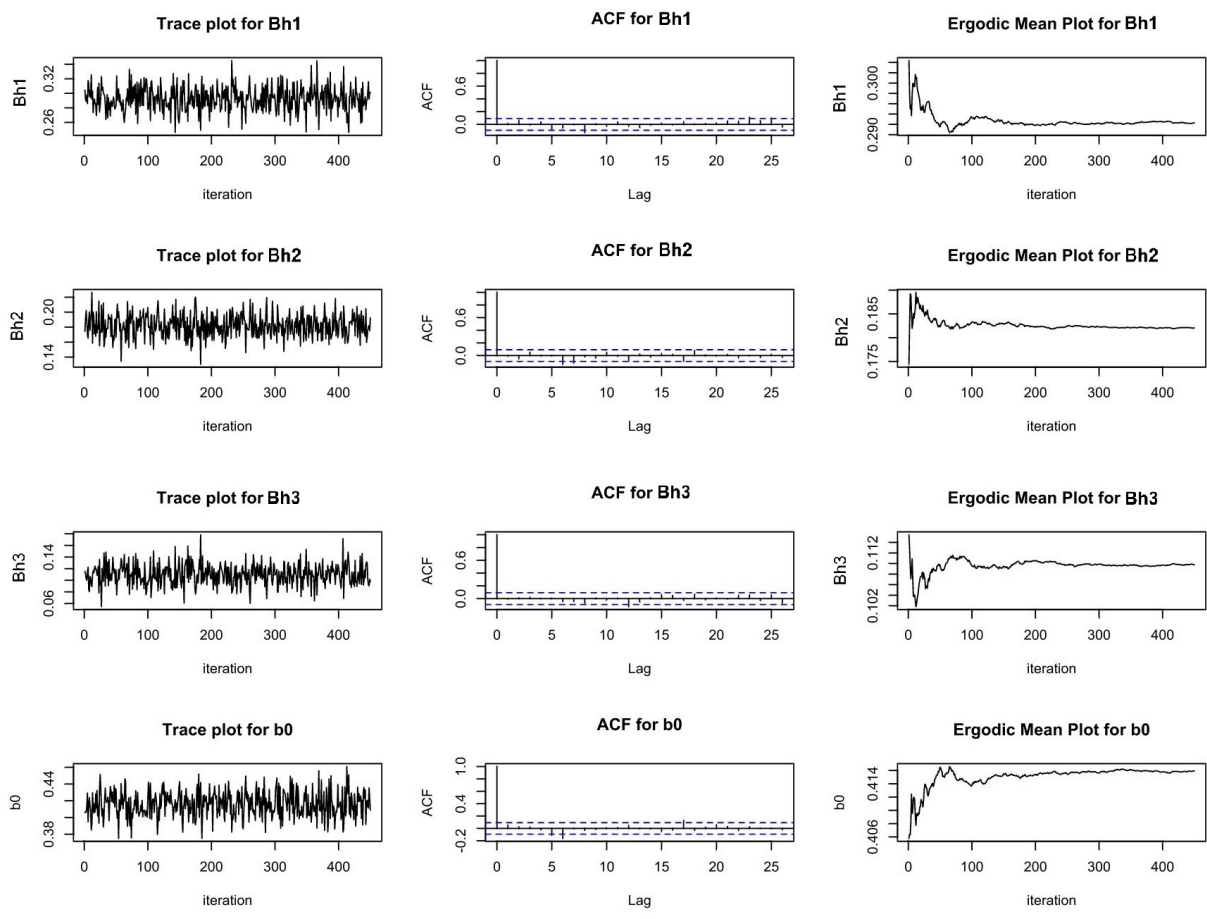 Trace plot for Bh1
ACF for Bh1
Ergodic Mean Plot for Bh1
Bh1
0.26 0.32
0 100 200 300 400
iteration
ACF
0.0 0.6
0 5 10 15 20 25
Lag
Bh1
0.290 0.300
0 100 200 300 400
iteration
Trace plot for Bh2
ACF for Bh2
Ergodic Mean Plot for Bh2
Bh2
0.14 0.20
0 100 200 300 400
iteration
ACF
0.0 0.6
0 5 10 15 20 25
Lag
Bh2
0.175 0.185
0 100 200 300 400
iteration
Trace plot for Bh3
ACF for Bh3
Ergodic Mean Plot for Bh3
Bh3
0.06 0.14
0 100 200 300 400
iteration
ACF
0.0 0.6
0 5 10 15 20 25
Lag
Bh3
0.102 0.112
0 100 200 300 400
iteration
Trace plot for b0
ACF for b0
Ergodic Mean Plot for b0
b0
0.38 0.44
0 100 200 300 400
iteration
ACF
-0.2 0.4 1.0
0 5 10 15 20 25
Lag
b0
0.406 0.414
0 100 200 300 400
iteration